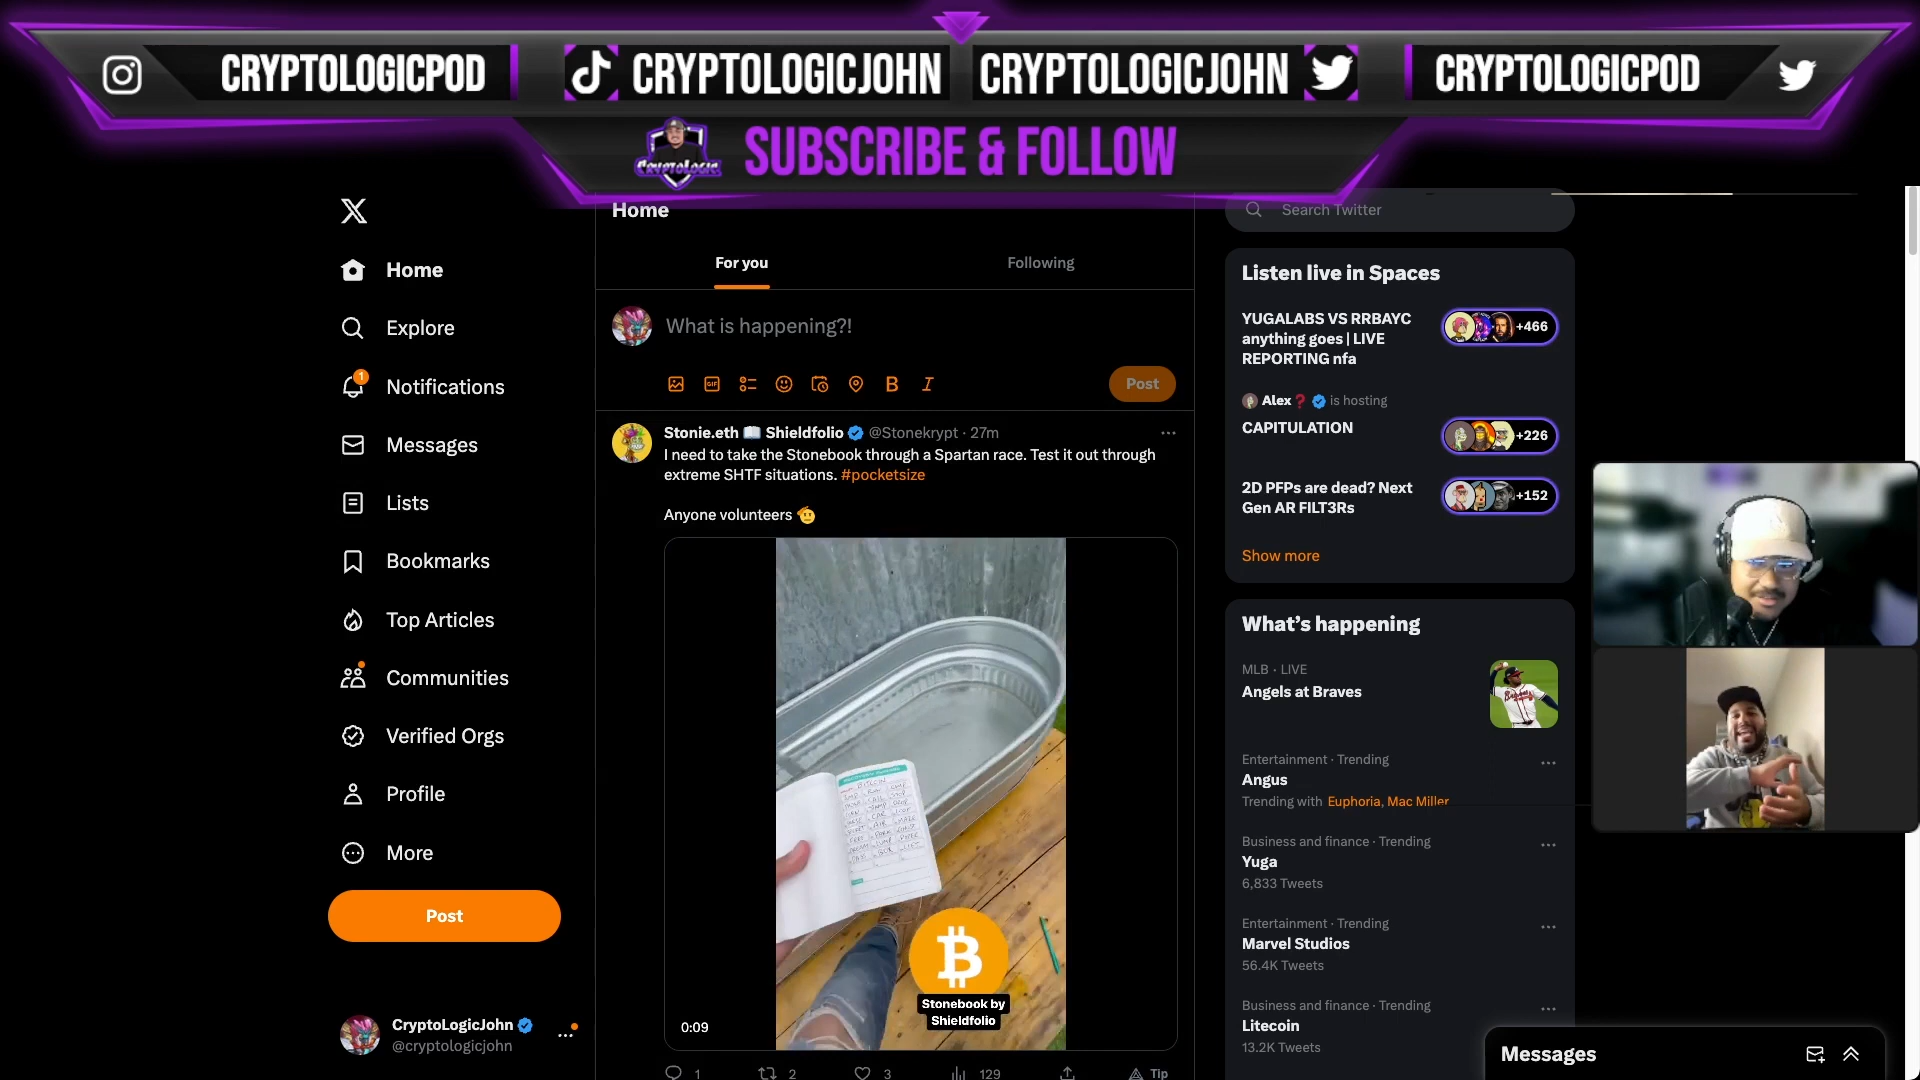 CRYPTOLOGICPOD
CRYPTOLOGICJOHN
CRYPTOLOGICJOHN
CRYPTOLOGICPOD
CRYPTOLOGIC
SUBSCRIBE & FOLLOW
Home
Explore
1
Notifications
Messages
Lists
Bookmarks
Top Articles
Communities
Verified Orgs
Profile
More
Post
CryptoLogicJohn
@cryptologicjohn
Home
For you
Following
What is happening?!
GIF
B I
Post
Stonie.eth 📖 Shieldfolio @Stonekrypt · 27m
I need to take the Stonebook through a Spartan race. Test it out through
extreme SHTF situations. #pocketsize
Anyone volunteers 🫡
BITCOIN
Stonebook by
Shieldfolio
0:09
1
2
3
129
Tip
Search Twitter
Listen live in Spaces
YUGALABS VS RRBAYC
anything goes | LIVE
REPORTING nfa
+466
Alex❓ is hosting
CAPITULATION
+226
2D PFPs are dead? Next
Gen AR FILT3Rs
+152
Show more
What's happening
MLB · LIVE
Angels at Braves
Braves
Entertainment · Trending
Angus
Trending with Euphoria, Mac Miller
Business and finance · Trending
Yuga
6,833 Tweets
Entertainment · Trending
Marvel Studios
56.4K Tweets
Business and finance · Trending
Litecoin
13.2K Tweets
Messages